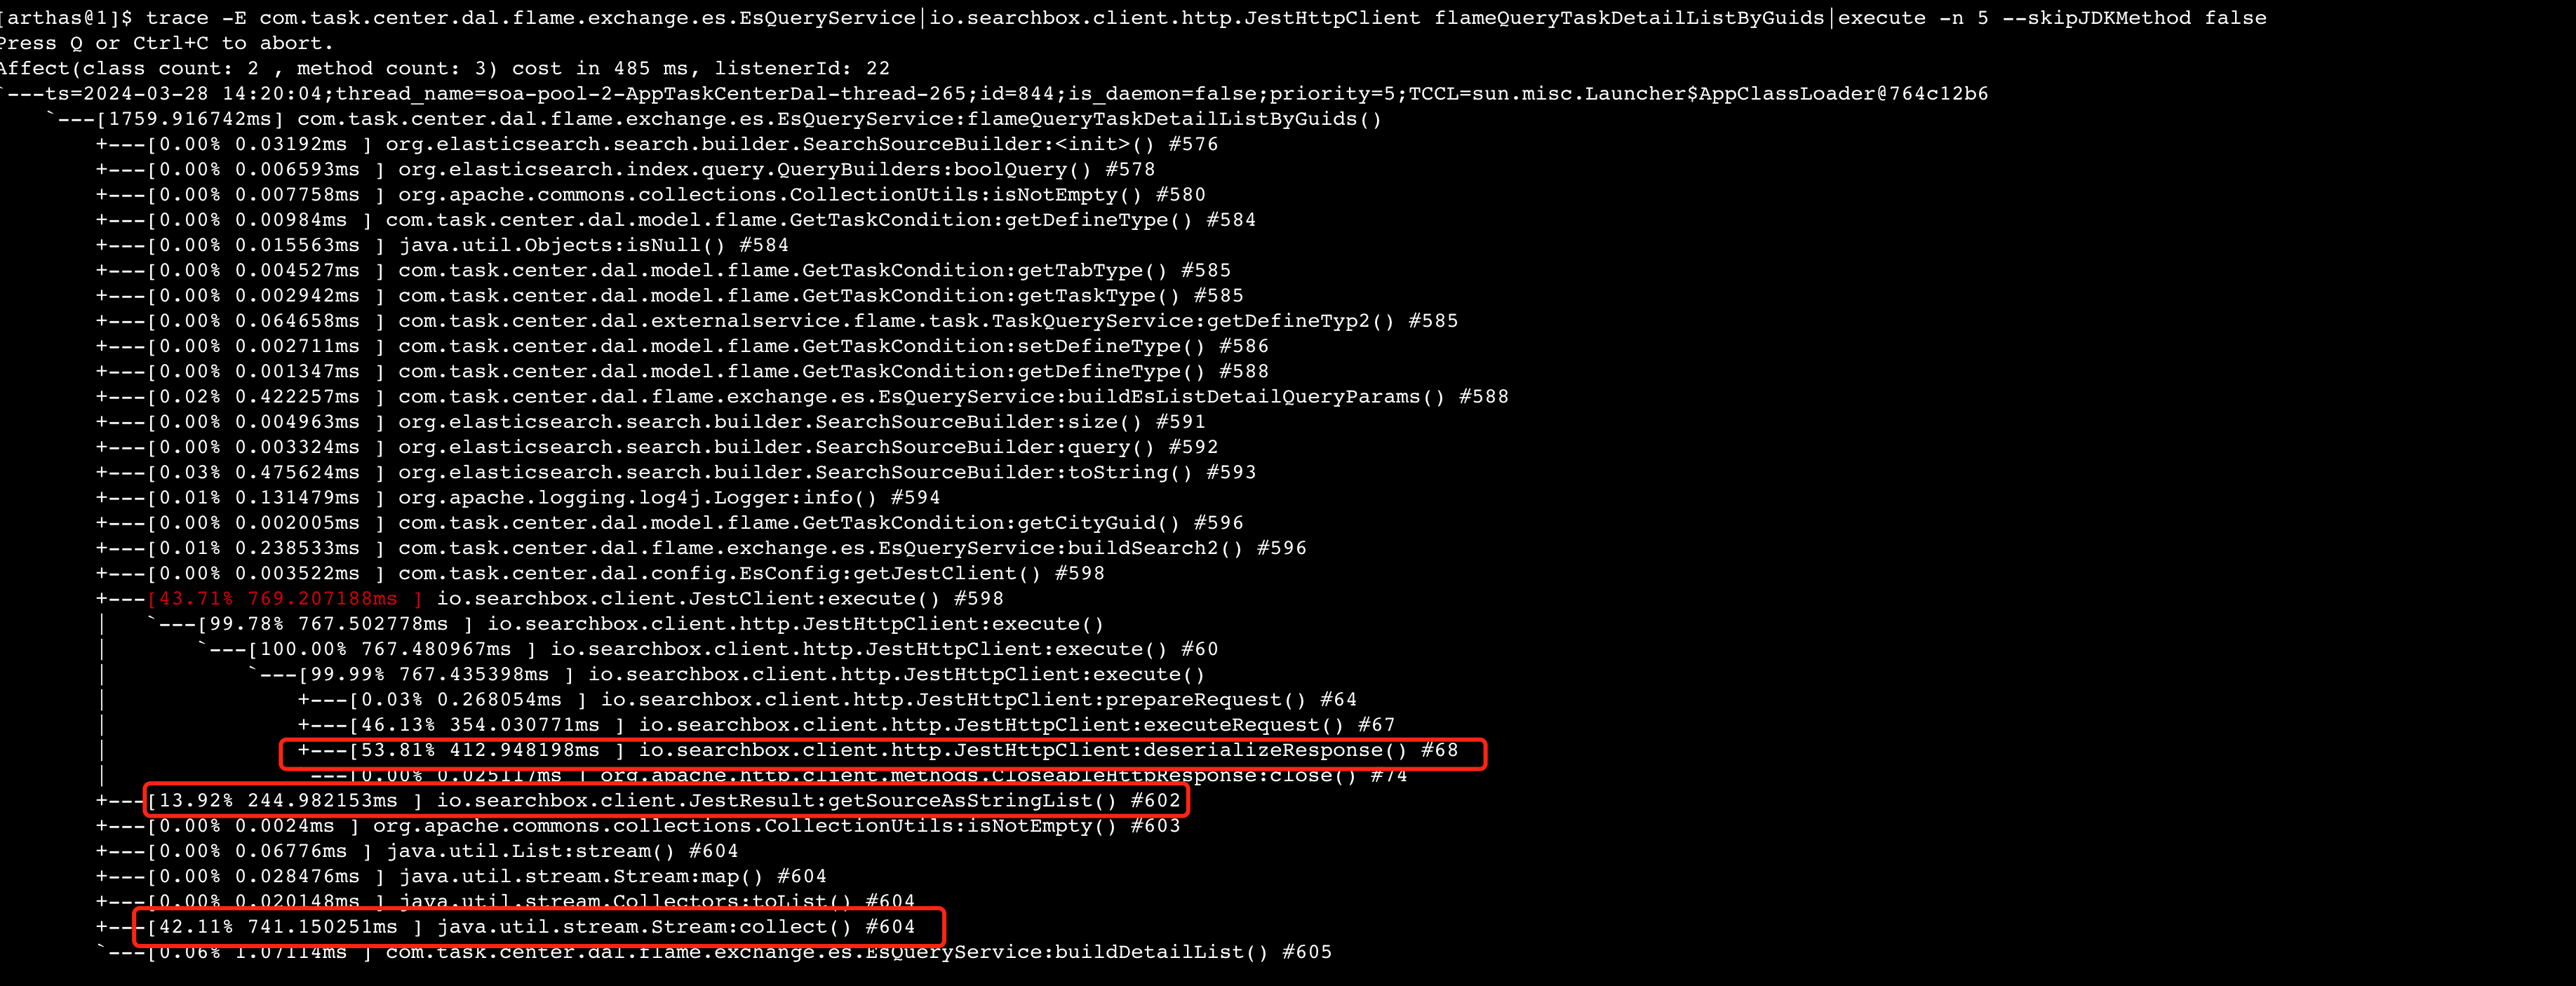 [arthas@1]$ trace -E com.task.center.dal.flame.exchange.es.EsQueryService|io.searchbox.client.http.JestHttpClient flameQueryTaskDetailListByGuids|execute -n 5 --skipJDKMethod false
Press Q or Ctrl+C to abort.
Affect(class count: 2 , method count: 3) cost in 485 ms, listenerId: 22
`---ts=2024-03-28 14:20:04;thread_name=soa-pool-2-AppTaskCenterDal-thread-265;id=844;is_daemon=false;priority=5;TCCL=sun.misc.Launcher$AppClassLoader@764c12b6
    `---[1759.916742ms] com.task.center.dal.flame.exchange.es.EsQueryService:flameQueryTaskDetailListByGuids()
        +---[0.00% 0.03192ms ] org.elasticsearch.search.builder.SearchSourceBuilder:<init>() #576
        +---[0.00% 0.006593ms ] org.elasticsearch.index.query.QueryBuilders:boolQuery() #578
        +---[0.00% 0.007758ms ] org.apache.commons.collections.CollectionUtils:isNotEmpty() #580
        +---[0.00% 0.00984ms ] com.task.center.dal.model.flame.GetTaskCondition:getDefineType() #584
        +---[0.00% 0.015563ms ] java.util.Objects:isNull() #584
        +---[0.00% 0.004527ms ] com.task.center.dal.model.flame.GetTaskCondition:getTabType() #585
        +---[0.00% 0.002942ms ] com.task.center.dal.model.flame.GetTaskCondition:getTaskType() #585
        +---[0.00% 0.064658ms ] com.task.center.dal.externalservice.flame.task.TaskQueryService:getDefineTyp2() #585
        +---[0.00% 0.002711ms ] com.task.center.dal.model.flame.GetTaskCondition:setDefineType() #586
        +---[0.00% 0.001347ms ] com.task.center.dal.model.flame.GetTaskCondition:getDefineType() #588
        +---[0.02% 0.422257ms ] com.task.center.dal.flame.exchange.es.EsQueryService:buildEsListDetailQueryParams() #588
        +---[0.00% 0.004963ms ] org.elasticsearch.search.builder.SearchSourceBuilder:size() #591
        +---[0.00% 0.003324ms ] org.elasticsearch.search.builder.SearchSourceBuilder:query() #592
        +---[0.03% 0.475624ms ] org.elasticsearch.search.builder.SearchSourceBuilder:toString() #593
        +---[0.01% 0.131479ms ] org.apache.logging.log4j.Logger:info() #594
        +---[0.00% 0.002005ms ] com.task.center.dal.model.flame.GetTaskCondition:getCityGuid() #596
        +---[0.01% 0.238533ms ] com.task.center.dal.flame.exchange.es.EsQueryService:buildSearch2() #596
        +---[0.00% 0.003522ms ] com.task.center.dal.config.EsConfig:getJestClient() #598
        +---[43.71% 769.207188ms ] io.searchbox.client.JestClient:execute() #598
        |   `---[99.78% 767.502778ms ] io.searchbox.client.http.JestHttpClient:execute()
        |       `---[100.00% 767.480967ms ] io.searchbox.client.http.JestHttpClient:execute() #60
        |           `---[99.99% 767.435398ms ] io.searchbox.client.http.JestHttpClient:execute()
        |               +---[0.03% 0.268054ms ] io.searchbox.client.http.JestHttpClient:prepareRequest() #64
        |               +---[46.13% 354.030771ms ] io.searchbox.client.http.JestHttpClient:executeRequest() #67
        |               +---[53.81% 412.948198ms ] io.searchbox.client.http.JestHttpClient:deserializeResponse() #68
        |               `---[0.00% 0.025117ms ] org.apache.http.client.methods.CloseableHttpResponse:close() #74
        +---[13.92% 244.982153ms ] io.searchbox.client.JestResult:getSourceAsStringList() #602
        +---[0.00% 0.0024ms ] org.apache.commons.collections.CollectionUtils:isNotEmpty() #603
        +---[0.00% 0.06776ms ] java.util.List:stream() #604
        +---[0.00% 0.028476ms ] java.util.stream.Stream:map() #604
        +---[0.00% 0.020148ms ] java.util.stream.Collectors:toList() #604
        +---[42.11% 741.150251ms ] java.util.stream.Stream:collect() #604
        `---[0.06% 1.07114ms ] com.task.center.dal.flame.exchange.es.EsQueryService:buildDetailList() #605